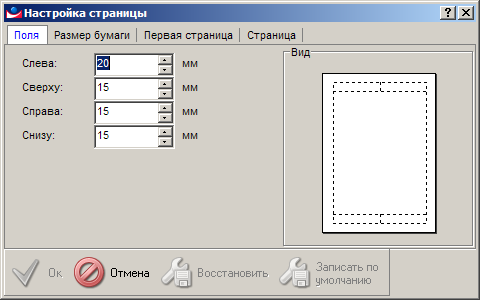 Настройка страницы
Поля Размер бумаги Первая страница Страница
Слева: 20 мм
Сверху: 15 мм
Справа: 15 мм
Снизу: 15 мм
Вид
Ок Отмена Восстановить Записать по
умолчанию